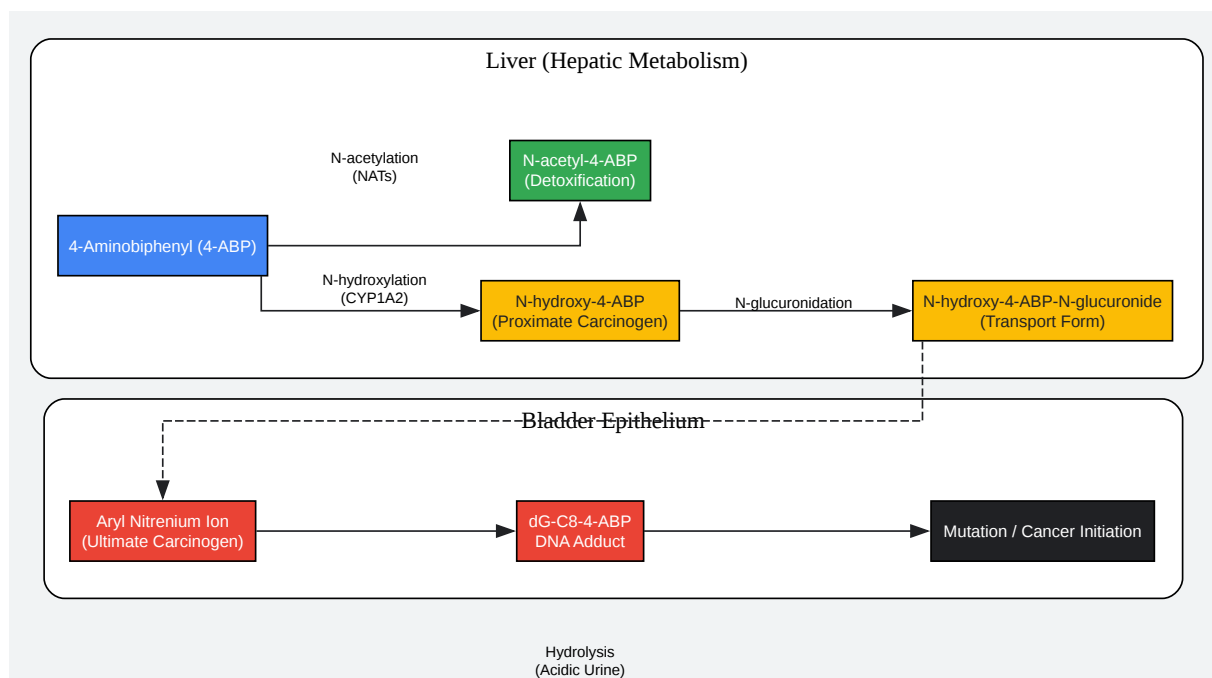 Liver (Hepatic Metabolism)
N-acetylation
(NATs)
N-acetyl-4-ABP
(Detoxification)
4-Aminobiphenyl (4-ABP)
N-hydroxylation
(CYP1A2)
N-hydroxy-4-ABP
(Proximate Carcinogen)
N-glucuronidation
N-hydroxy-4-ABP-N-glucuronide
(Transport Form)
Bladder Epithelium
Aryl Nitrenium Ion
(Ultimate Carcinogen)
dG-C8-4-ABP
DNA Adduct
Mutation / Cancer Initiation
Hydrolysis
(Acidic Urine)